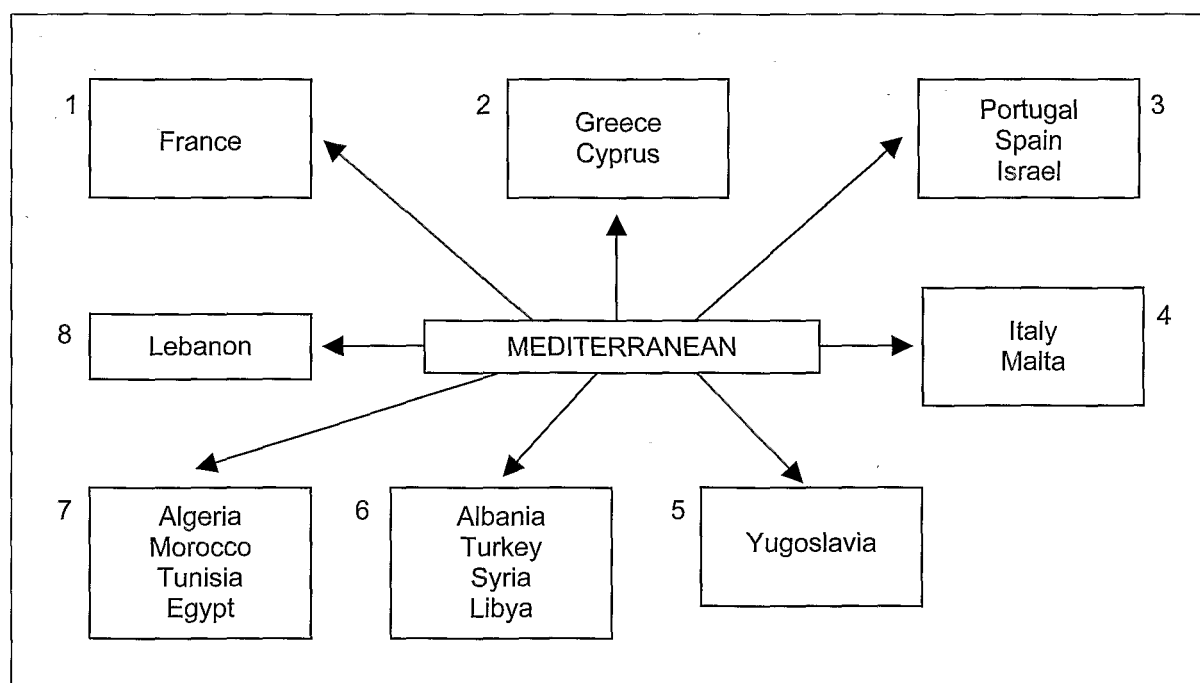 1
France
2
Greece
Cyprus
3
Portugal
Spain
Israel
8
Lebanon
MEDITERRANEAN
4
Italy
Malta
7
Algeria
Morocco
Tunisia
Egypt
6
Albania
Turkey
Syria
Libya
5
Yugoslavia